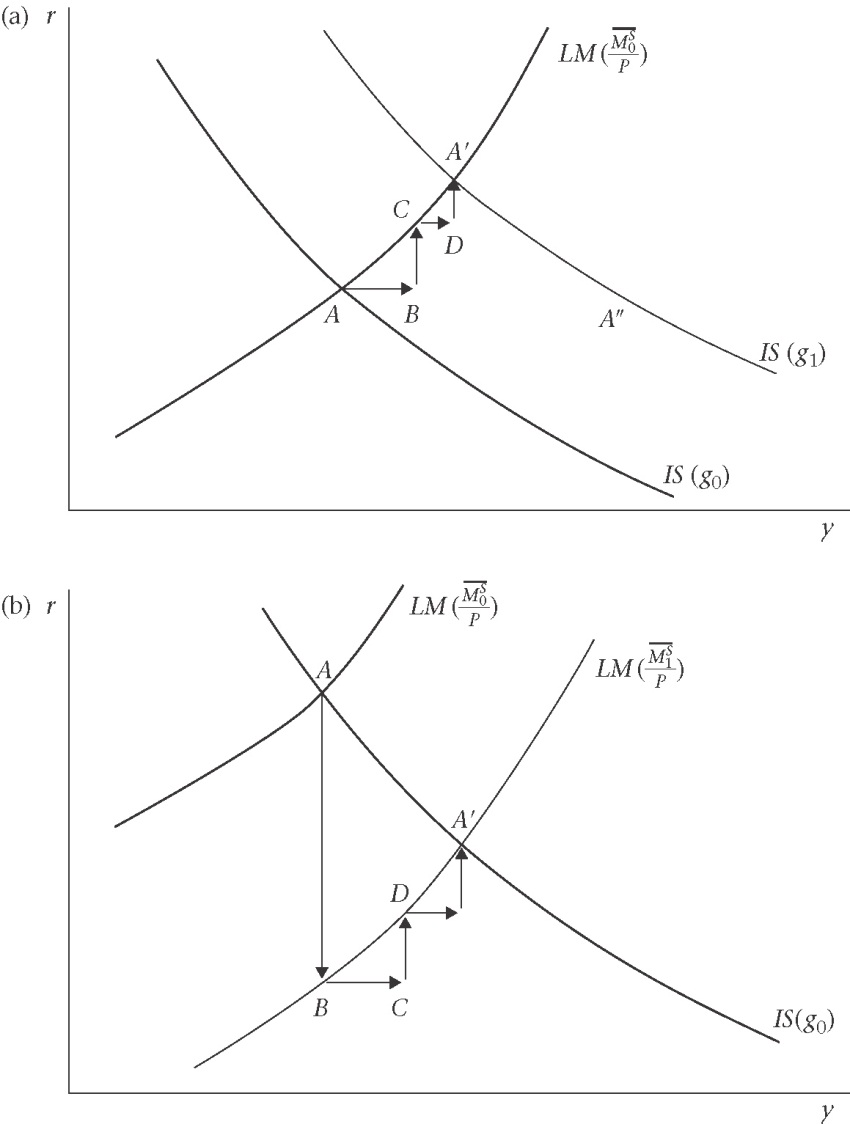 (a) r
LM(M̅₀ˢ/P)
A′
C
D
A B
A″
IS (g₁)
IS (g₀)
y
(b) r
LM(M̅₀ˢ/P)
A
LM(M̅₁ˢ/P)
A′
D
B C
IS(g₀)
y